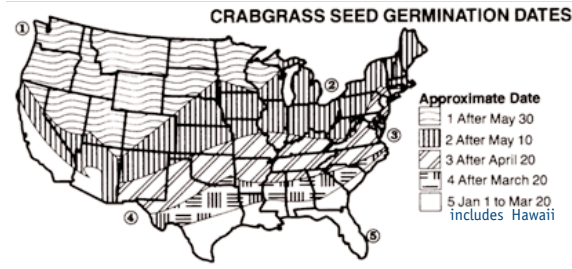 CRABGRASS SEED GERMINATION DATES
①
②
③
④
⑤
Approximate Date
1 After May 30
2 After May 10
3 After April 20
4 After March 20
5 Jan 1 to Mar 20
includes Hawaii